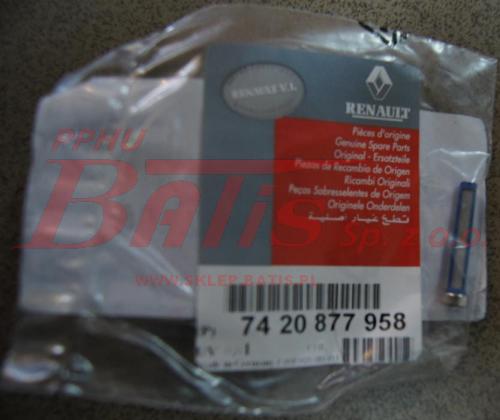 RENAULT V.I.
RENAULT
Pièces d'origine
Genuine Spare Parts
Original - Ersatzteile
Piezas de Recambio de Origen
Ricambi Originali
Peças Sobresselentes de Origem
Originele Onderdelen
قطع غيار أصلية
PPHU
BATIS Sp. z o.o.
WWW.SKLEP.BATIS.PL
74 20 877 958